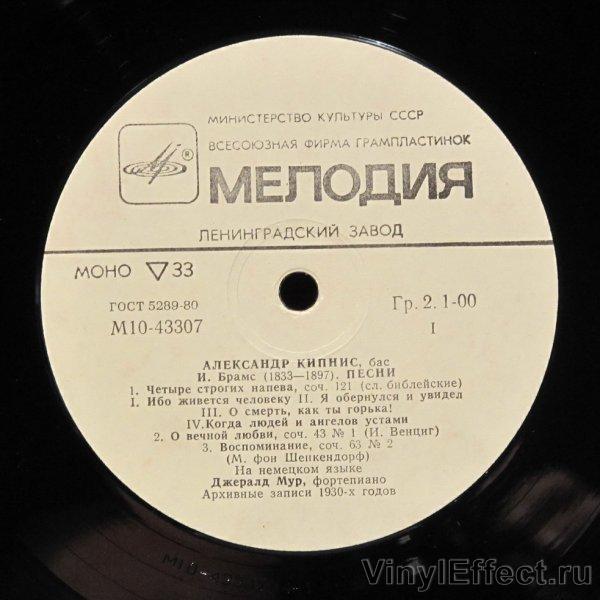 МИНИСТЕРСТВО КУЛЬТУРЫ СССР
ВСЕСОЮЗНАЯ ФИРМА ГРАМПЛАСТИНОК
®
МЕЛОДИЯ
ЛЕНИНГРАДСКИЙ ЗАВОД
МОНО ▽ 33
ГОСТ 5289-80
М10-43307
Гр. 2. 1-00
I
АЛЕКСАНДР КИПНИС, бас
И. Брамс (1833—1897). ПЕСНИ
1. Четыре строгих напева, соч. 121 (сл. библейские)
I. Ибо живется человеку II. Я обернулся и увидел
III. О смерть, как ты горька!
IV.Когда людей и ангелов устами
2. О вечной любви, соч. 43 № 1 (И. Венциг)
3. Воспоминание, соч. 63 № 2
(М. фон Шенкендорф)
На немецком языке
Джеральд Мур, фортепиано
Архивные записи 1930-х годов
VinylEffect.ru